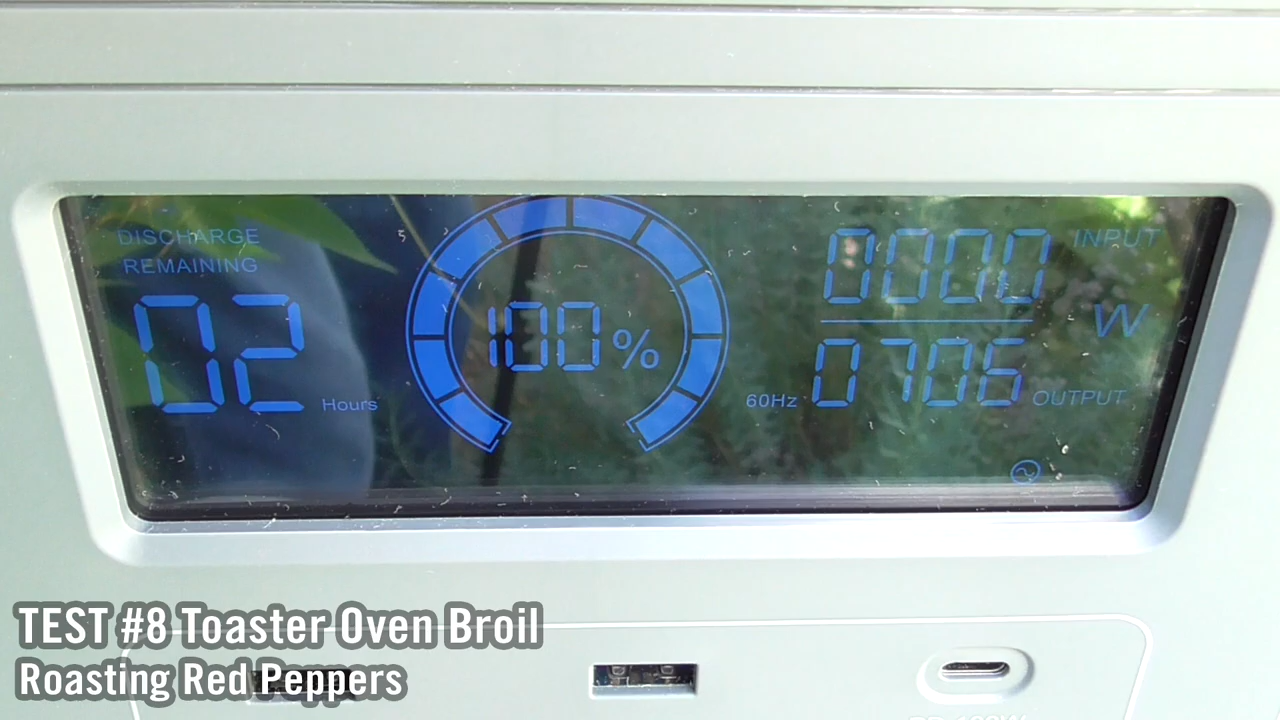 DISCHARGE
REMAINING
02 Hours
100%
0000 INPUT
W
60Hz 0706 OUTPUT
TEST #8 Toaster Oven Broil
Roasting Red Peppers